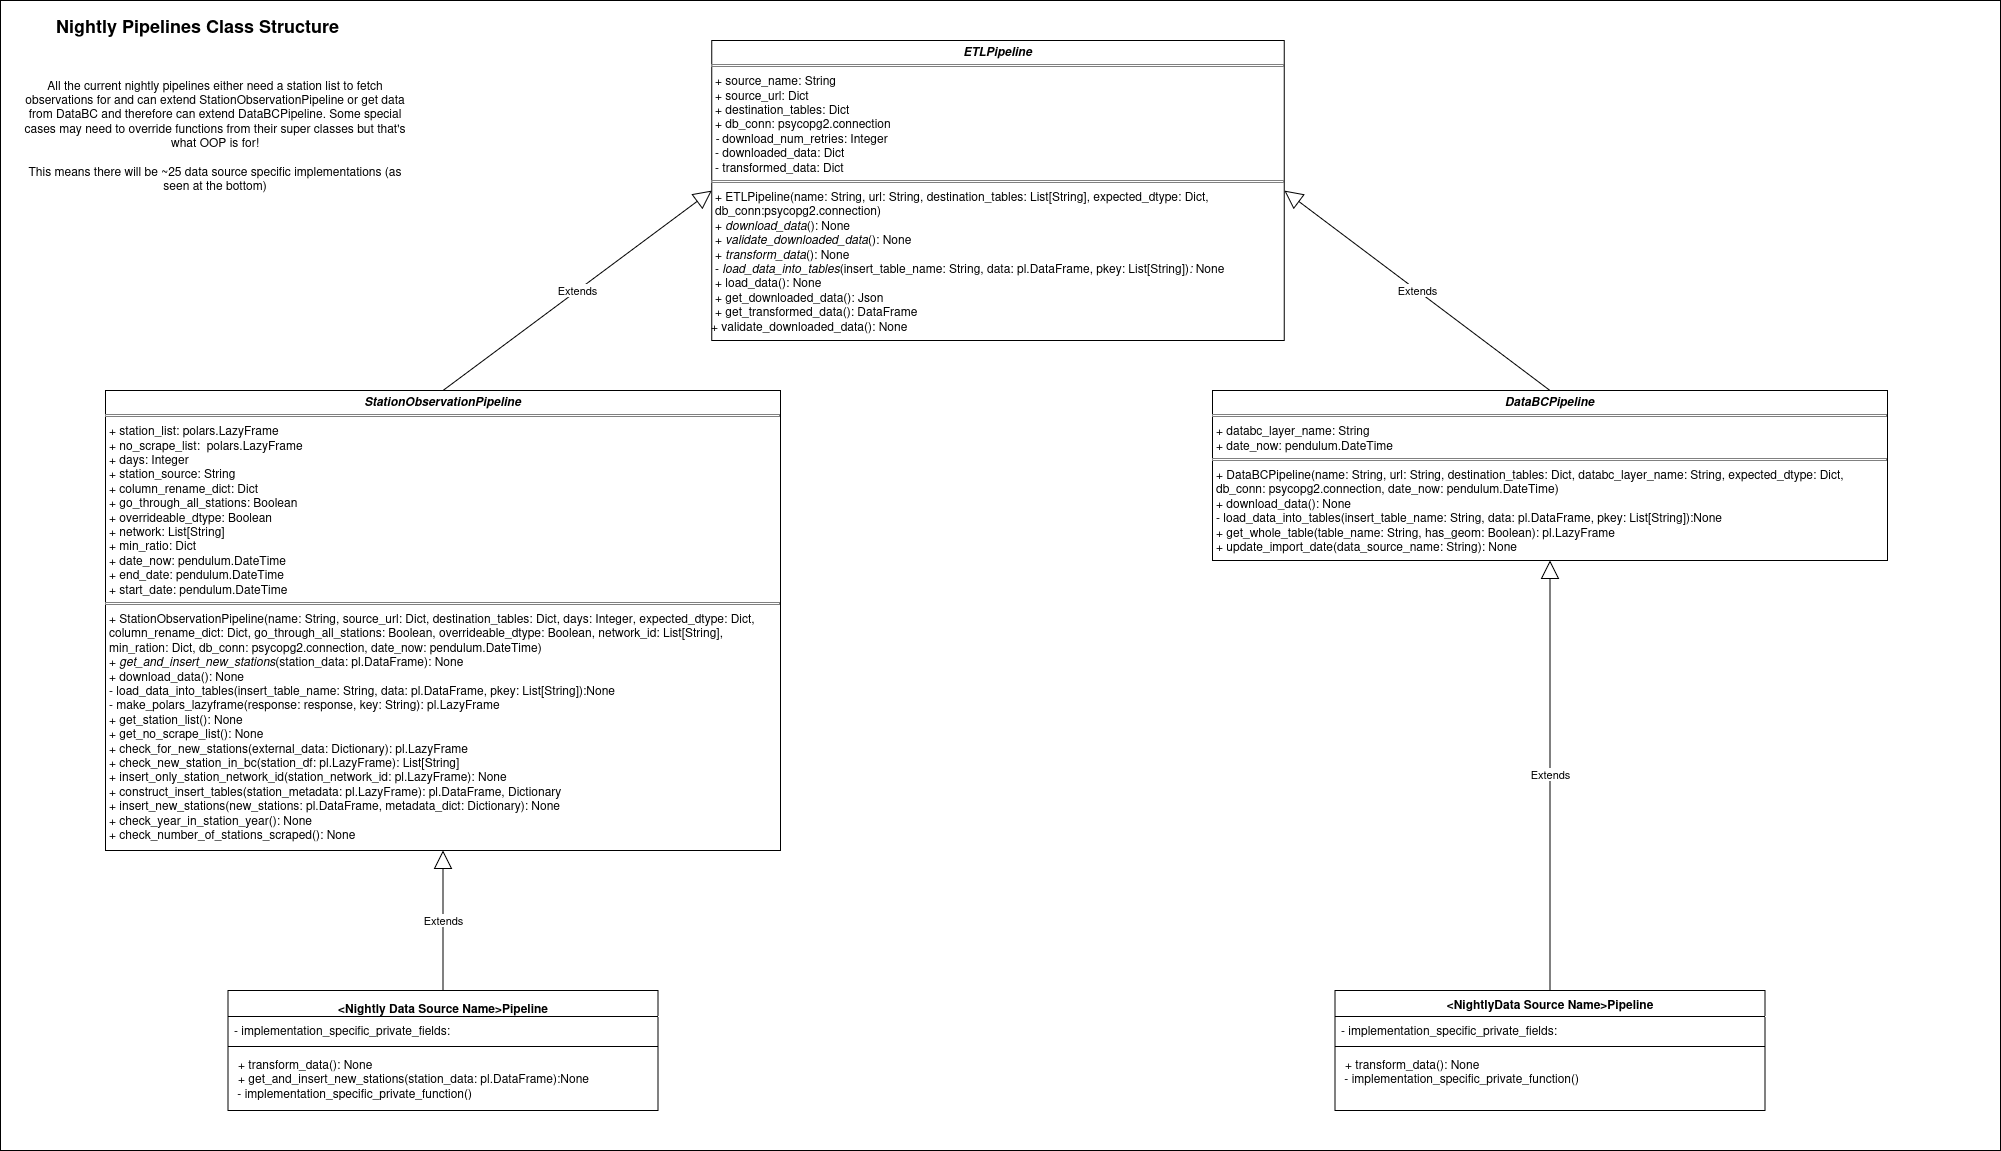 Nightly Pipelines Class Structure
All the current nightly pipelines either need a station list to fetch
observations for and can extend StationObservationPipeline or get data
from DataBC and therefore can extend DataBCPipeline. Some special
cases may need to override functions from their super classes but that's
what OOP is for!
This means there will be ~25 data source specific implementations (as
seen at the bottom)
ETLPipeline
+ source_name: String
+ source_url: Dict
+ destination_tables: Dict
+ db_conn: psycopg2.connection
- download_num_retries: Integer
- downloaded_data: Dict
- transformed_data: Dict
+ ETLPipeline(name: String, url: String, destination_tables: List[String], expected_dtype: Dict,
db_conn:psycopg2.connection)
+ download_data(): None
+ validate_downloaded_data(): None
+ transform_data(): None
- load_data_into_tables(insert_table_name: String, data: pl.DataFrame, pkey: List[String]): None
+ load_data(): None
+ get_downloaded_data(): Json
+ get_transformed_data(): DataFrame
+ validate_downloaded_data(): None
Extends
Extends
StationObservationPipeline
+ station_list: polars.LazyFrame
+ no_scrape_list:  polars.LazyFrame
+ days: Integer
+ station_source: String
+ column_rename_dict: Dict
+ go_through_all_stations: Boolean
+ overrideable_dtype: Boolean
+ network: List[String]
+ min_ratio: Dict
+ date_now: pendulum.DateTime
+ end_date: pendulum.DateTime
+ start_date: pendulum.DateTime
+ StationObservationPipeline(name: String, source_url: Dict, destination_tables: Dict, days: Integer, expected_dtype: Dict,
column_rename_dict: Dict, go_through_all_stations: Boolean, overrideable_dtype: Boolean, network_id: List[String],
min_ration: Dict, db_conn: psycopg2.connection, date_now: pendulum.DateTime)
+ get_and_insert_new_stations(station_data: pl.DataFrame): None
+ download_data(): None
- load_data_into_tables(insert_table_name: String, data: pl.DataFrame, pkey: List[String]):None
- make_polars_lazyframe(response: response, key: String): pl.LazyFrame
+ get_station_list(): None
+ get_no_scrape_list(): None
+ check_for_new_stations(external_data: Dictionary): pl.LazyFrame
+ check_new_station_in_bc(station_df: pl.LazyFrame): List[String]
+ insert_only_station_network_id(station_network_id: pl.LazyFrame): None
+ construct_insert_tables(station_metadata: pl.LazyFrame): pl.DataFrame, Dictionary
+ insert_new_stations(new_stations: pl.DataFrame, metadata_dict: Dictionary): None
+ check_year_in_station_year(): None
+ check_number_of_stations_scraped(): None
DataBCPipeline
+ databc_layer_name: String
+ date_now: pendulum.DateTime
+ DataBCPipeline(name: String, url: String, destination_tables: Dict, databc_layer_name: String, expected_dtype: Dict,
db_conn: psycopg2.connection, date_now: pendulum.DateTime)
+ download_data(): None
- load_data_into_tables(insert_table_name: String, data: pl.DataFrame, pkey: List[String]):None
+ get_whole_table(table_name: String, has_geom: Boolean): pl.LazyFrame
+ update_import_date(data_source_name: String): None
Extends
Extends
<Nightly Data Source Name>Pipeline
- implementation_specific_private_fields:
+ transform_data(): None
+ get_and_insert_new_stations(station_data: pl.DataFrame):None
- implementation_specific_private_function()
<NightlyData Source Name>Pipeline
- implementation_specific_private_fields:
+ transform_data(): None
- implementation_specific_private_function()